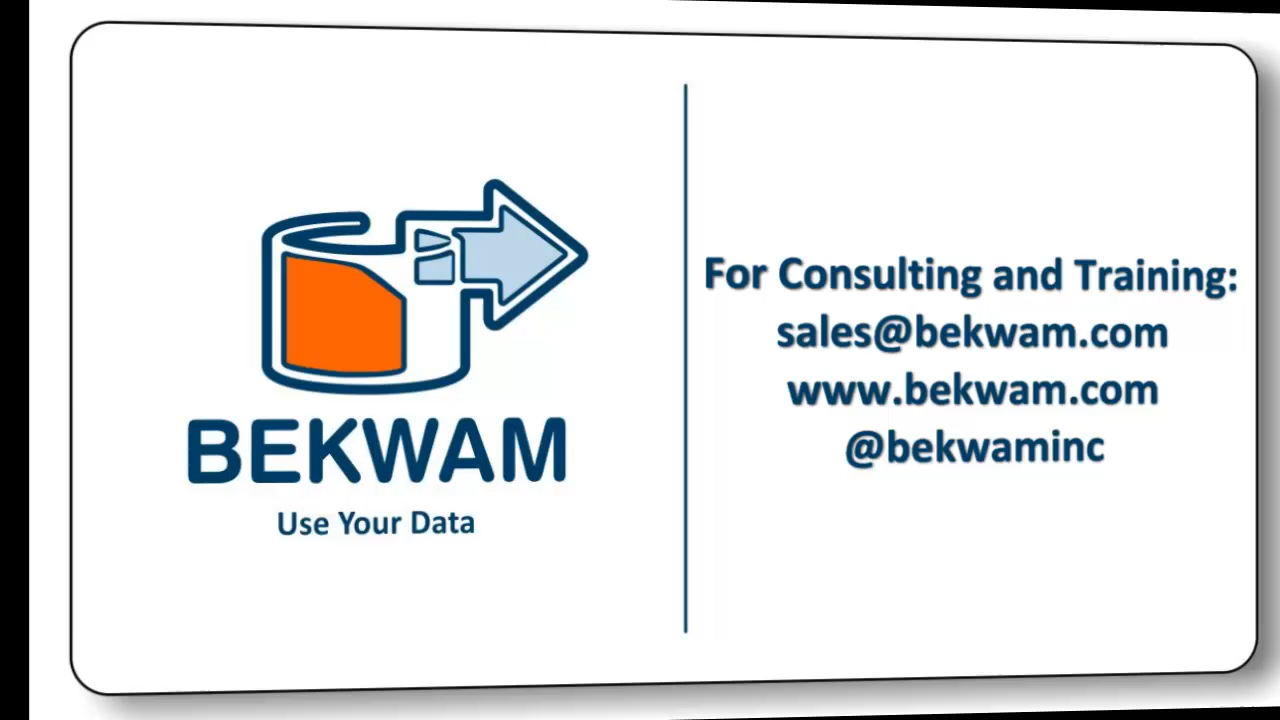 BEKWAM
Use Your Data
For Consulting and Training:
sales@bekwam.com
www.bekwam.com
@bekwaminc